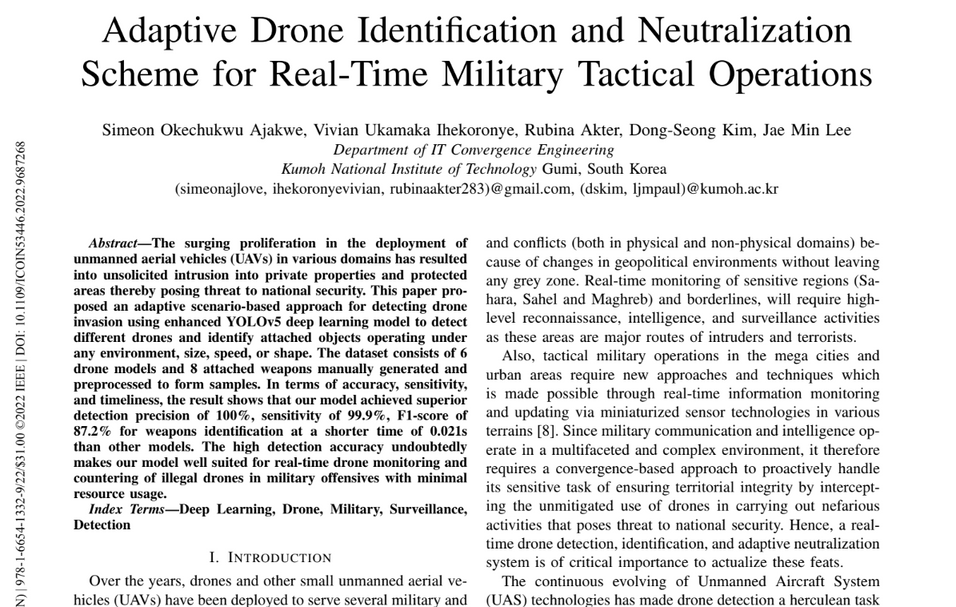 Adaptive Drone Identification and Neutralization
Scheme for Real-Time Military Tactical Operations
Simeon Okechukwu Ajakwe, Vivian Ukamaka Ihekoronye, Rubina Akter, Dong-Seong Kim, Jae Min Lee
Department of IT Convergence Engineering
Kumoh National Institute of Technology Gumi, South Korea
(simeonajlove, ihekoronyevivian, rubinaakter283)@gmail.com, (dskim, ljmpaul)@kumoh.ac.kr
N) | 978-1-6654-1332-9/22/$31.00 ©2022 IEEE | DOI: 10.1109/ICOIN53446.2022.9687268
Abstract—The surging proliferation in the deployment of
unmanned aerial vehicles (UAVs) in various domains has resulted
into unsolicited intrusion into private properties and protected
areas thereby posing threat to national security. This paper pro-
posed an adaptive scenario-based approach for detecting drone
invasion using enhanced YOLOv5 deep learning model to detect
different drones and identify attached objects operating under
any environment, size, speed, or shape. The dataset consists of 6
drone models and 8 attached weapons manually generated and
preprocessed to form samples. In terms of accuracy, sensitivity,
and timeliness, the result shows that our model achieved superior
detection precision of 100%, sensitivity of 99.9%, F1-score of
87.2% for weapons identification at a shorter time of 0.021s
than other models. The high detection accuracy undoubtedly
makes our model well suited for real-time drone monitoring and
countering of illegal drones in military offensives with minimal
resource usage.
Index Terms—Deep Learning, Drone, Military, Surveillance,
Detection
I. INTRODUCTION
Over the years, drones and other small unmanned aerial ve-
hicles (UAVs) have been deployed to serve several military and
and conflicts (both in physical and non-physical domains) be-
cause of changes in geopolitical environments without leaving
any grey zone. Real-time monitoring of sensitive regions (Sa-
hara, Sahel and Maghreb) and borderlines, will require high-
level reconnaissance, intelligence, and surveillance activities
as these areas are major routes of intruders and terrorists.
Also, tactical military operations in the mega cities and
urban areas require new approaches and techniques which
is made possible through real-time information monitoring
and updating via miniaturized sensor technologies in various
terrains [8]. Since military communication and intelligence op-
erate in a multifaceted and complex environment, it therefore
requires a convergence-based approach to proactively handle
its sensitive task of ensuring territorial integrity by intercept-
ing the unmitigated use of drones in carrying out nefarious
activities that poses threat to national security. Hence, a real-
time drone detection, identification, and adaptive neutralization
system is of critical importance to actualize these feats.
The continuous evolving of Unmanned Aircraft System
(UAS) technologies has made drone detection a herculean task